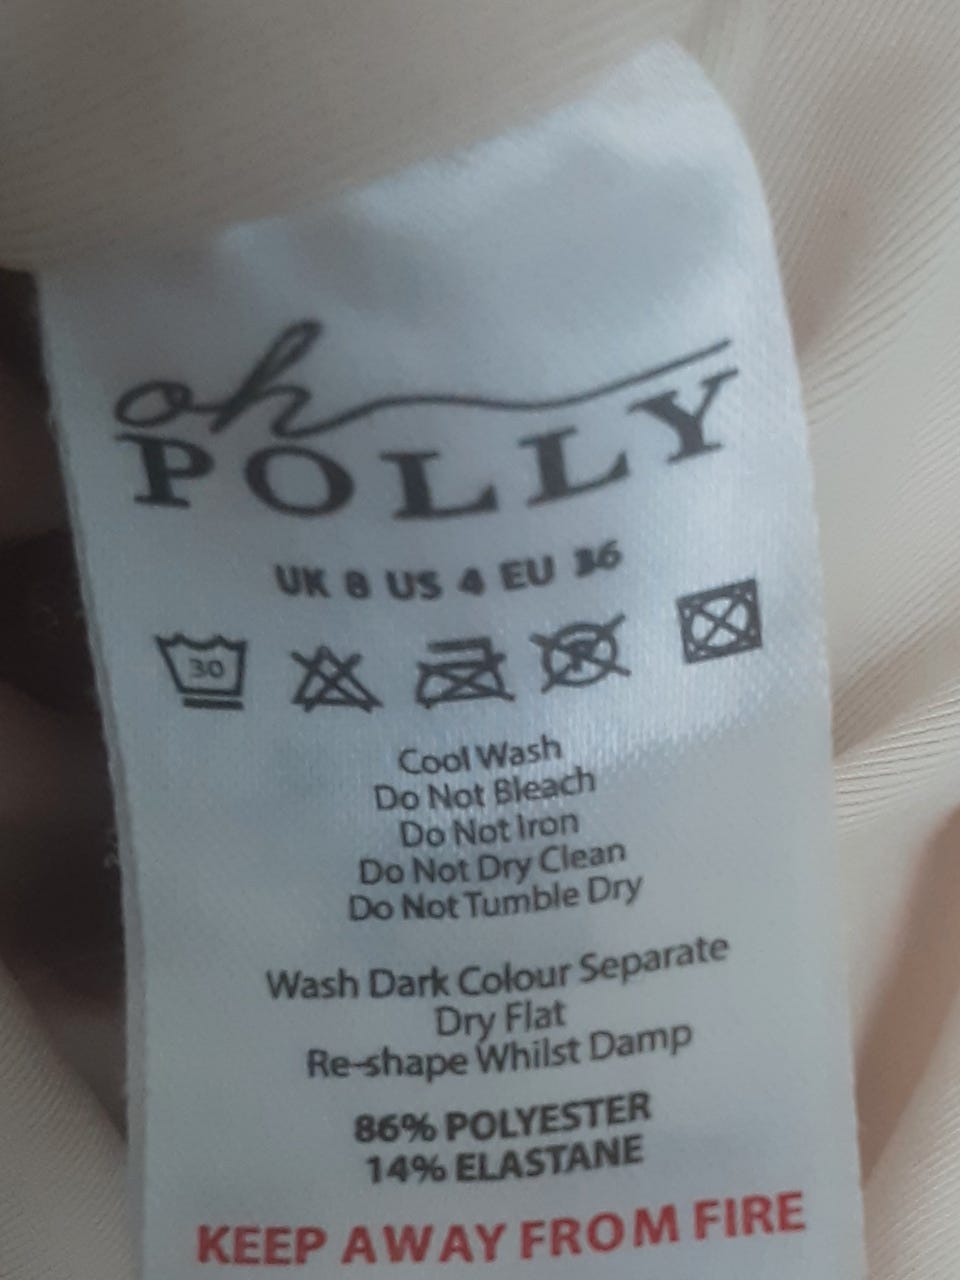 oh
POLLY
UK 8 US 4 EU 36
30
Cool Wash
Do Not Bleach
Do Not Iron
Do Not Dry Clean
Do Not Tumble Dry
Wash Dark Colour Separate
Dry Flat
Re-shape Whilst Damp
86% POLYESTER
14% ELASTANE
KEEP AWAY FROM FIRE